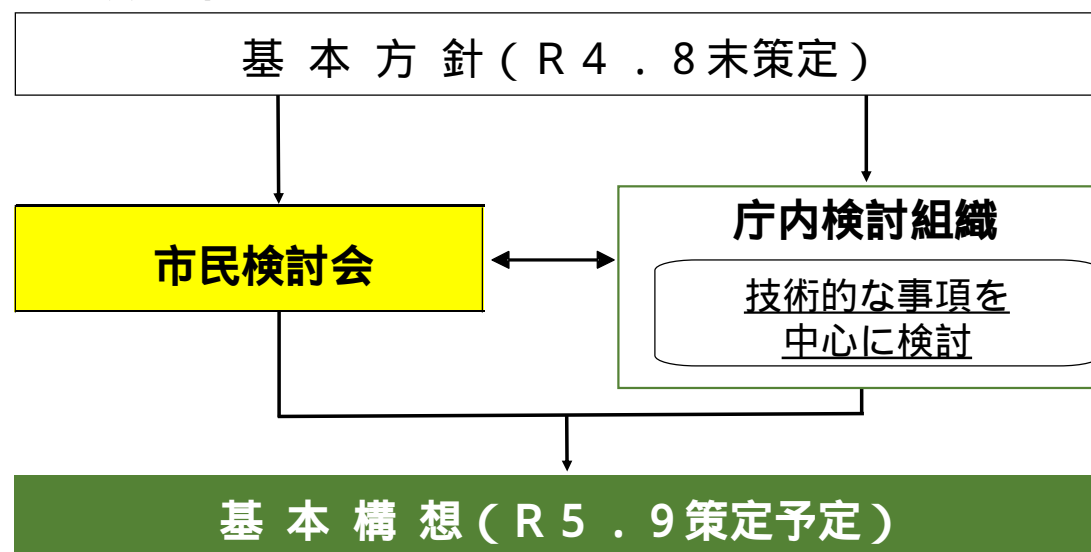 基 本 方 針（Ｒ４．８末策定）
市民検討会
庁内検討組織
技術的な事項を
中心に検討
基 本 構 想（Ｒ５．９策定予定）